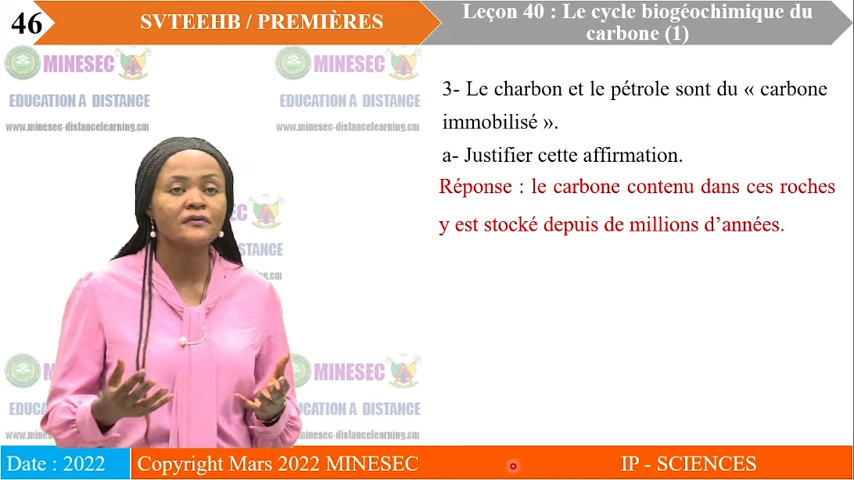 46
SVTEEHB / PREMIÈRES
Leçon 40 : Le cycle biogéochimique du
carbone (1)
MINESEC
EDUCATION A DISTANCE
www.minesec-distancelearning.cm
MINESEC
EDUCATION A DISTANCE
www.minesec-distancelearning.cm
3- Le charbon et le pétrole sont du « carbone
immobilisé ».
a- Justifier cette affirmation.
Réponse : le carbone contenu dans ces roches
y est stocké depuis de millions d’années.
MINESEC
MINESEC
Date : 2022
Copyright Mars 2022 MINESEC
IP - SCIENCES